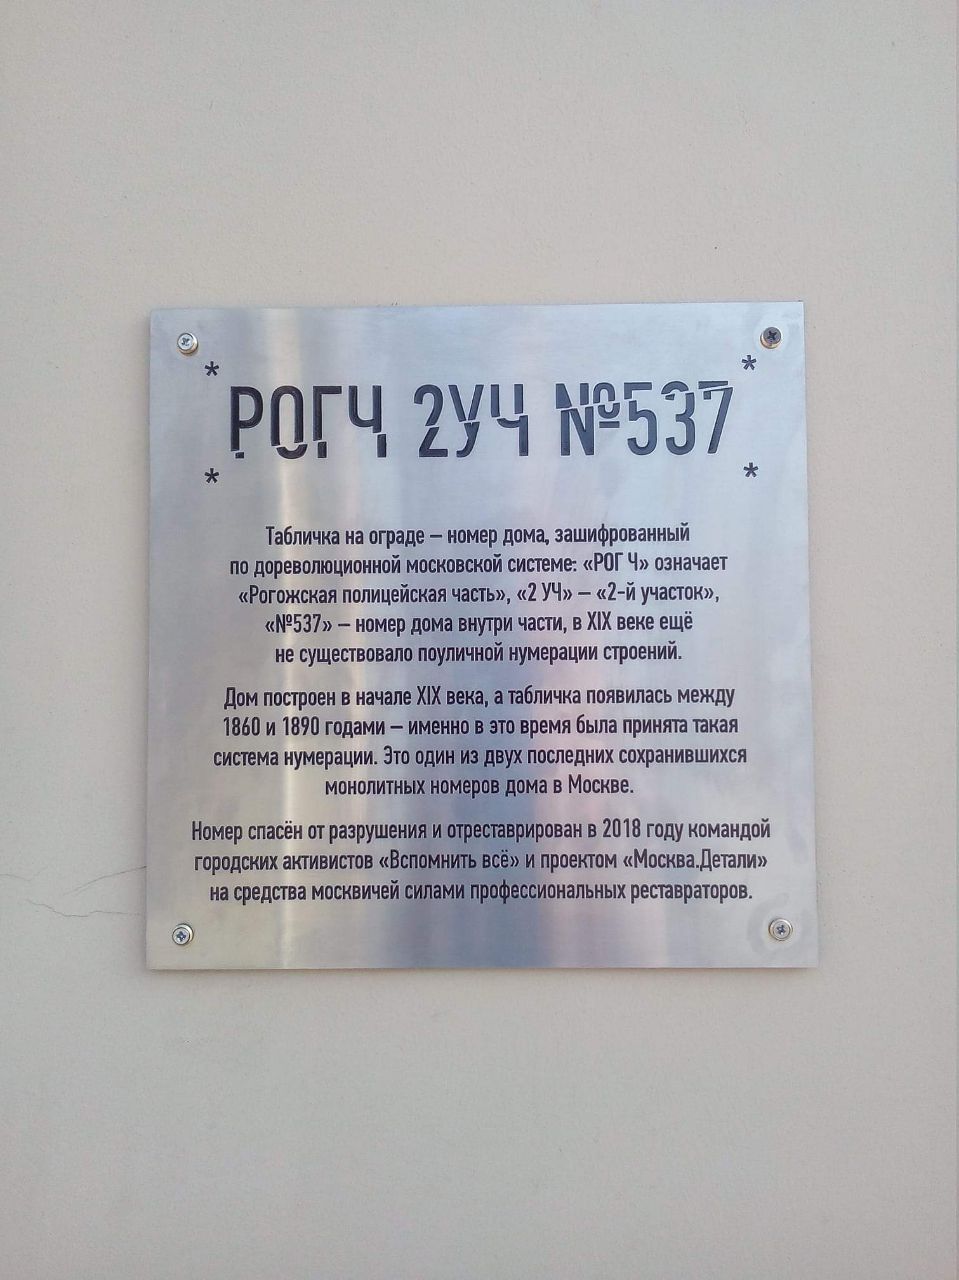 * *
РОГЧ 2УЧ №537
* *
Табличка на ограде – номер дома, зашифрованный
по дореволюционной московской системе: «РОГ Ч» означает
«Рогожская полицейская часть», «2 УЧ» – «2-й участок»,
«№537» – номер дома внутри части, в XIX веке ещё
не существовало поуличной нумерации строений.
Дом построен в начале XIX века, а табличка появилась между
1860 и 1890 годами – именно в это время была принята такая
система нумерации. Это один из двух последних сохранившихся
монолитных номеров дома в Москве.
Номер спасён от разрушения и отреставрирован в 2018 году командой
городских активистов «Вспомнить всё» и проектом «Москва.Детали»
на средства москвичей силами профессиональных реставраторов.